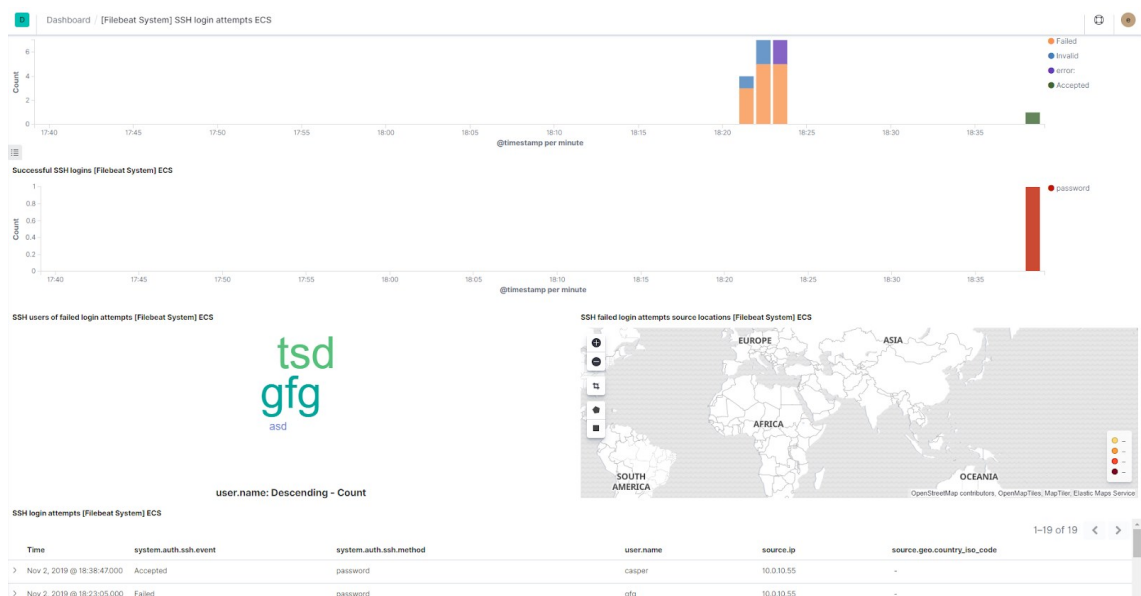 D Dashboard / [Filebeat System] SSH login attempts ECS e
Failed
Invalid
error:
Accepted
Count
6
4
2
0
17:40 17:45 17:50 17:55 18:00 18:05 18:10 18:15 18:20 18:25 18:30 18:35
@timestamp per minute
Successful SSH logins [Filebeat System] ECS
password
Count
1
0.8
0.6
0.4
0.2
0
17:40 17:45 17:50 17:55 18:00 18:05 18:10 18:15 18:20 18:25 18:30 18:35
@timestamp per minute
SSH users of failed login attempts [Filebeat System] ECS
tsd
gfg
asd
user.name: Descending - Count
SSH failed login attempts source locations [Filebeat System] ECS
EUROPE
ASIA
AFRICA
SOUTH
AMERICA
OCEANIA
–
–
–
–
OpenStreetMap contributors, OpenMapTiles, MapTiler, Elastic Maps Service
SSH login attempts [Filebeat System] ECS
1–19 of 19
Time system.auth.ssh.event system.auth.ssh.method user.name source.ip source.geo.country_iso_code
Nov 2, 2019 @ 18:38:47.000 Accepted password casper 10.0.10.55 -
Nov 2, 2019 @ 18:23:05.000 Failed password gfg 10.0.10.55 -